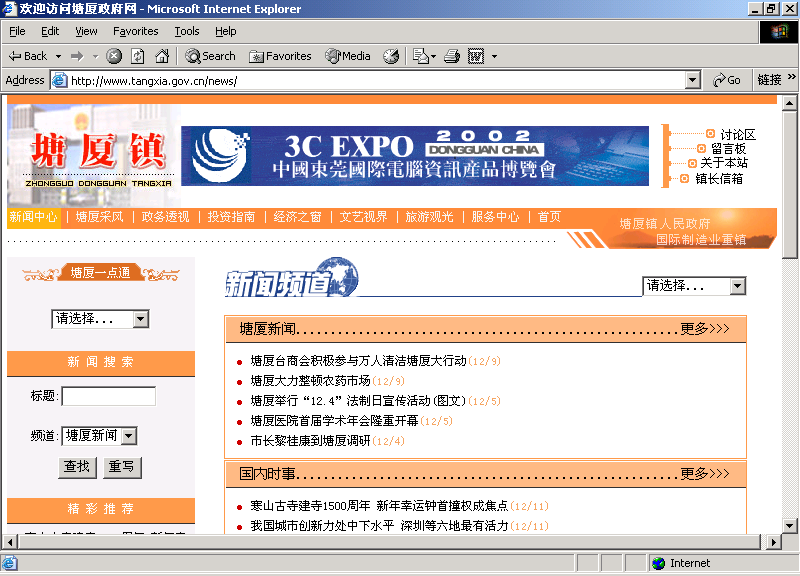 欢迎访问塘厦政府网 - Microsoft Internet Explorer
File Edit View Favorites Tools Help
Back Search Favorites Media
Address http://www.tangxia.gov.cn/news/ Go 链接 »
塘厦镇
ZHONGGUO DONGGUAN TANGXIA
3C EXPO 2002 DONGGUAN CHINA
中國東莞國際電腦資訊産品博覽會
讨论区
留言板
关于本站
镇长信箱
新闻中心 | 塘厦采风 | 政务透视 | 投资指南 | 经济之窗 | 文艺视界 | 旅游观光 | 服务中心 | 首页
塘厦镇人民政府
国际制造业重镇
塘厦一点通
请选择...
新闻搜索
标题:
频道: 塘厦新闻
查找 重写
精彩推荐
新闻频道
请选择...
塘厦新闻......................................................更多>>>
塘厦台商会积极参与万人清洁塘厦大行动(12/9)
塘厦大力整顿农药市场(12/9)
塘厦举行“12.4”法制日宣传活动(图文)(12/5)
塘厦医院首届学术年会隆重开幕(12/5)
市长黎桂康到塘厦调研(12/4)
国内时事......................................................更多>>>
寒山古寺建寺1500周年 新年幸运钟首撞权成焦点(12/11)
我国城市创新力处中下水平 深圳等六地最有活力(12/11)
Internet